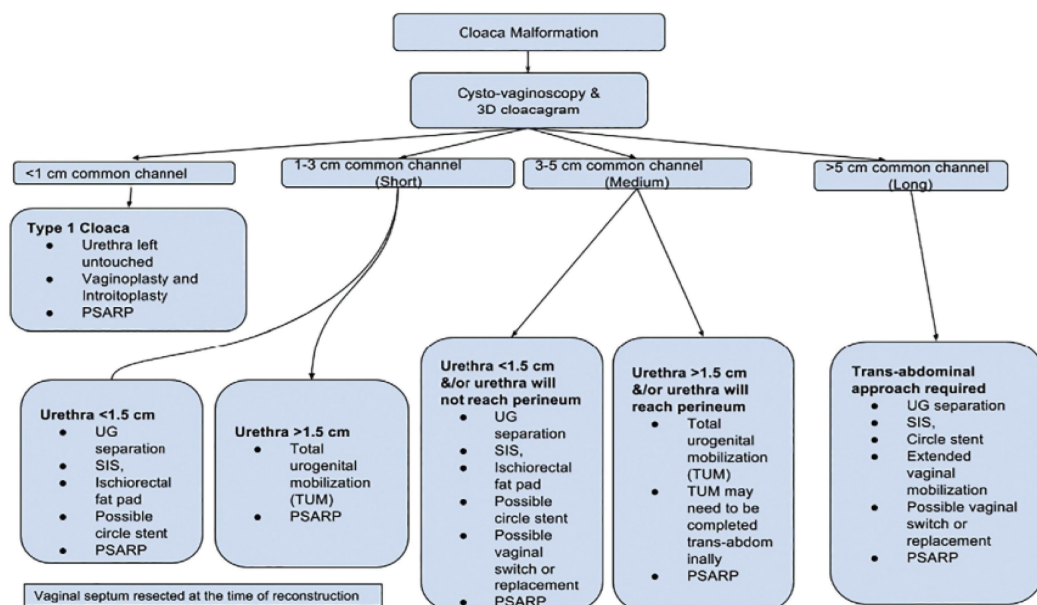 Cloaca Malformation
Cysto-vaginoscopy &
3D cloacagram
<1 cm common channel
1-3 cm common channel
(Short)
3-5 cm common channel
(Medium)
>5 cm common channel
(Long)
Type 1 Cloaca
● Urethra left
untouched
● Vaginoplasty and
Introitoplasty
● PSARP
Urethra <1.5 cm
● UG
separation
● SIS,
● Ischiorectal
fat pad
● Possible
circle stent
● PSARP
Urethra >1.5 cm
● Total
urogenital
mobilization
(TUM)
● PSARP
Urethra <1.5 cm
&/or urethra will
not reach perineum
● UG
separation
● SIS,
● Ischiorectal
fat pad
● Possible
circle stent
● Possible
vaginal
switch or
replacement
● PSARP
Urethra >1.5 cm
&/or urethra will
reach perineum
● Total
urogenital
mobilization
(TUM)
● TUM may
need to be
completed
trans-abdom
inally
● PSARP
Trans-abdominal
approach required
● UG separation
● SIS,
● Circle stent
● Extended
vaginal
mobilization
● Possible vaginal
switch or
replacement
● PSARP
Vaginal septum resected at the time of reconstruction